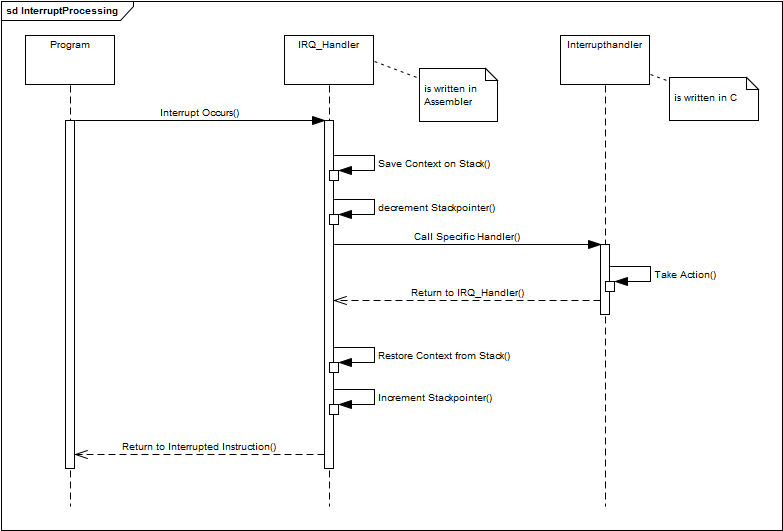 sd InterruptProcessing
Program
IRQ_Handler
Interrupthandler
is written in
Assembler
is written in C
Interrupt Occurs()
Save Context on Stack()
decrement Stackpointer()
Call Specific Handler()
Take Action()
Return to IRQ_Handler()
Restore Context from Stack()
Increment Stackpointer()
Return to Interrupted Instruction()